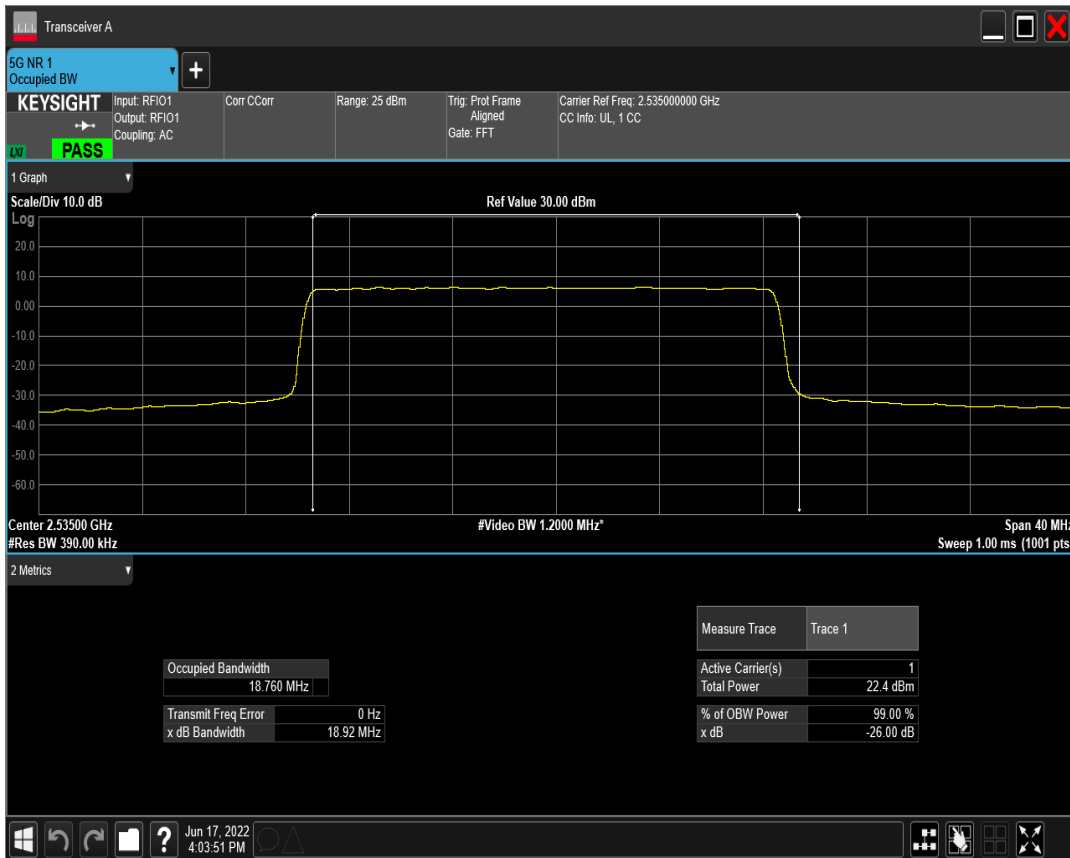 Transceiver A
5G NR 1
Occupied BW
KEYSIGHT
LXI
PASS
Input: RFIO1
Output: RFIO1
Coupling: AC
Corr CCorr
Range: 25 dBm
Trig: Prot Frame
Aligned
Gate: FFT
Carrier Ref Freq: 2.535000000 GHz
CC Info: UL, 1 CC
1 Graph
Scale/Div 10.0 dB
Ref Value 30.00 dBm
Log
20.0
10.0
0.00
-10.0
-20.0
-30.0
-40.0
-50.0
-60.0
Center 2.53500 GHz
#Video BW 1.2000 MHz*
Span 40 MHz
#Res BW 390.00 kHz
Sweep 1.00 ms (1001 pts
2 Metrics
Measure Trace Trace 1
Occupied Bandwidth
18.760 MHz
Active Carrier(s) 1
Total Power 22.4 dBm
Transmit Freq Error 0 Hz
x dB Bandwidth 18.92 MHz
% of OBW Power 99.00 %
x dB -26.00 dB
?
Jun 17, 2022
4:03:51 PM